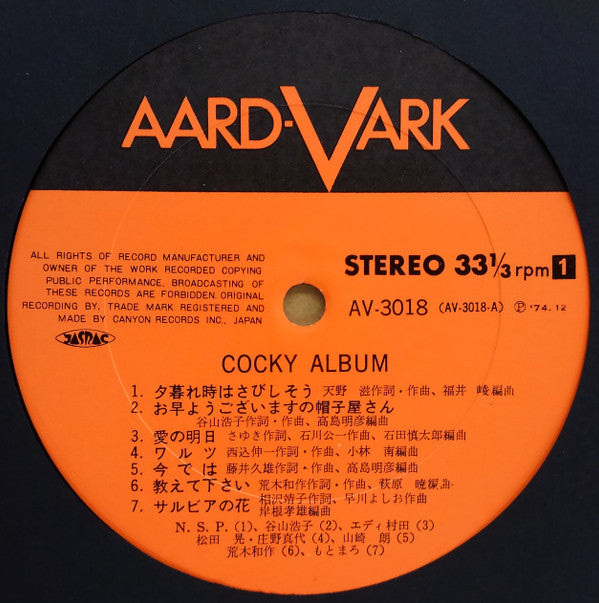 AARD-VARK
ALL RIGHTS OF RECORD MANUFACTURER AND
OWNER OF THE WORK RECORDED COPYING
PUBLIC PERFORMANCE, BROADCASTING OF
THESE RECORDS ARE FORBIDDEN ORIGINAL
RECORDING BY, TRADE MARK REGISTERED AND
MADE BY CANYON RECORDS INC., JAPAN
JASRAC
STEREO 33 1/3 rpm 1
AV-3018 (AV-3018-A) Ⓟ '74.12
COCKY ALBUM
1. 夕暮れ時はさびしそう 天野 滋作詞・作曲、福井 崚編曲
2. お早ようございますの帽子屋さん
谷山浩子作詞・作曲、高島明彦編曲
3. 愛の明日 さゆき作詞、石川公一作曲、石田慎太郎編曲
4. ワルツ 西込伸一作詞・作曲、小林 南編曲
5. 今では 藤井久雄作詞・作曲、高島明彦編曲
6. 教えて下さい 荒木和作作詞・作曲、萩原 暁編曲
7. サルビアの花 相沢靖子作詞、早川よしお作曲
岸根孝雄編曲
N. S. P. (1)、谷山浩子 (2)、エディ村田 (3)
松田 晃・庄野真代 (4)、山崎 朗 (5)
荒木和作 (6)、もとまろ (7)